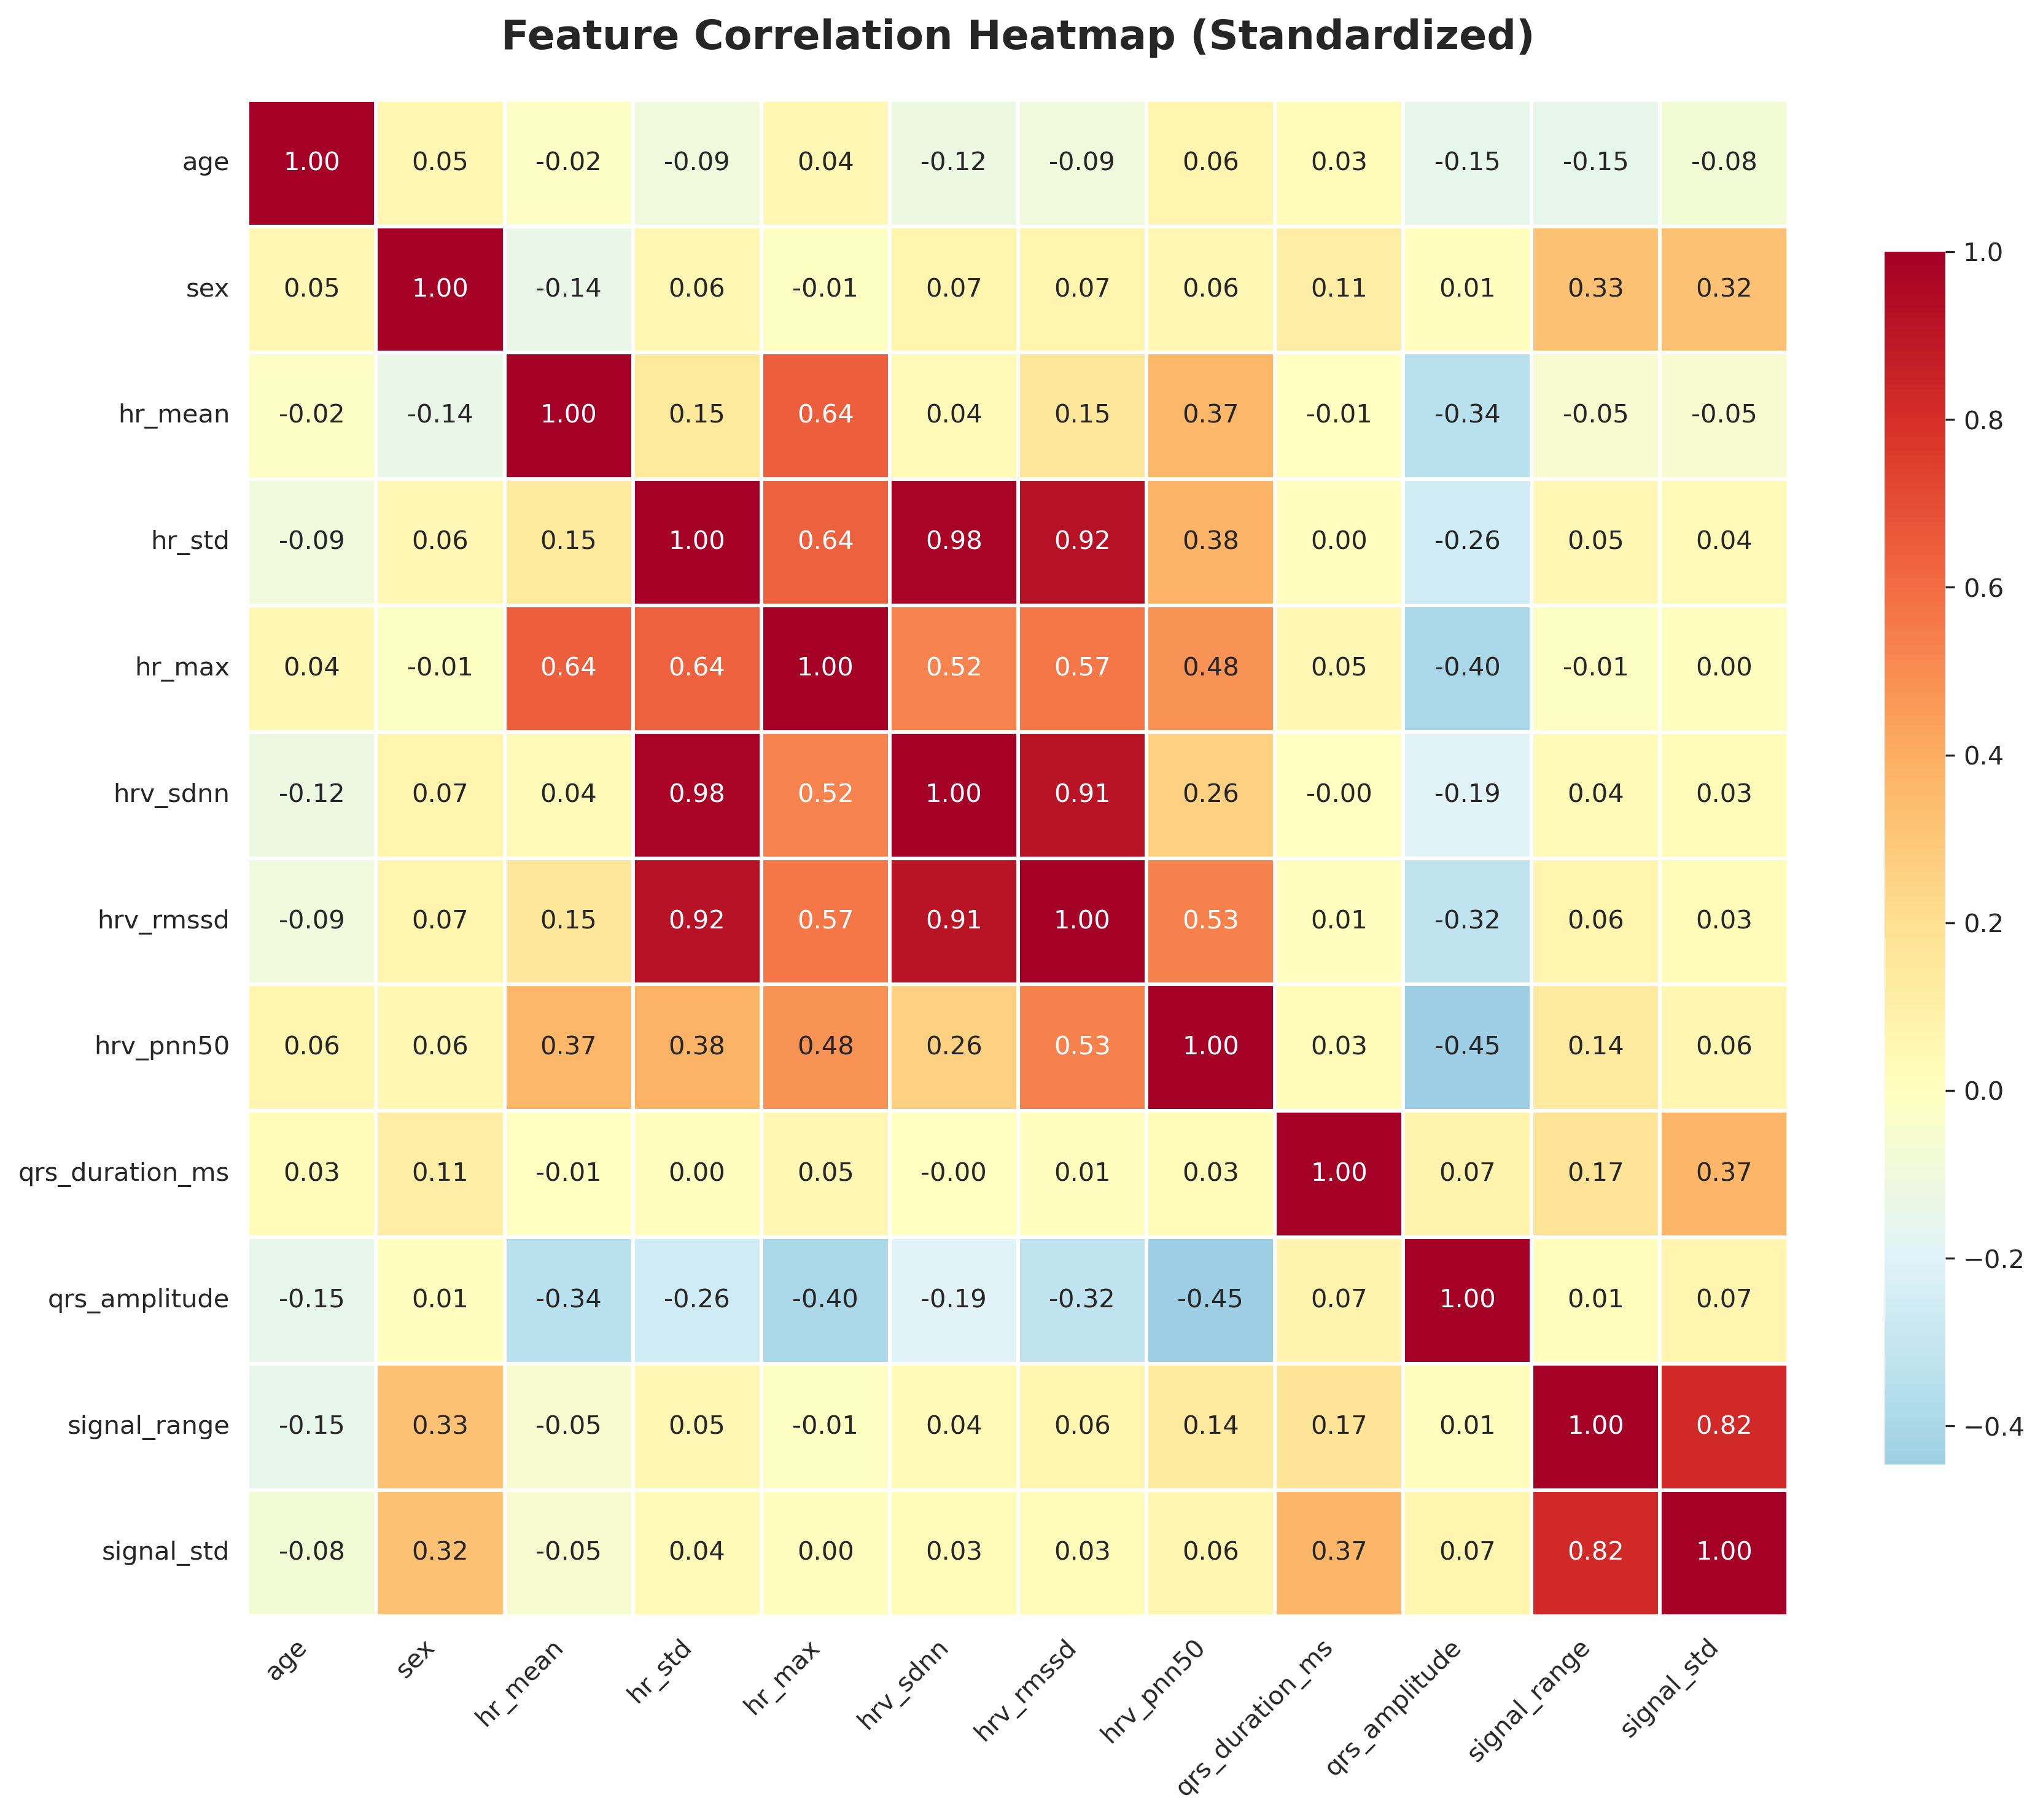 Feature Correlation Heatmap (Standardized)
age 1.00 0.05 -0.02 -0.09 0.04 -0.12 -0.09 0.06 0.03 -0.15 -0.15 -0.08
sex 0.05 1.00 -0.14 0.06 -0.01 0.07 0.07 0.06 0.11 0.01 0.33 0.32
hr_mean -0.02 -0.14 1.00 0.15 0.64 0.04 0.15 0.37 -0.01 -0.34 -0.05 -0.05
hr_std -0.09 0.06 0.15 1.00 0.64 0.98 0.92 0.38 0.00 -0.26 0.05 0.04
hr_max 0.04 -0.01 0.64 0.64 1.00 0.52 0.57 0.48 0.05 -0.40 -0.01 0.00
hrv_sdnn -0.12 0.07 0.04 0.98 0.52 1.00 0.91 0.26 -0.00 -0.19 0.04 0.03
hrv_rmssd -0.09 0.07 0.15 0.92 0.57 0.91 1.00 0.53 0.01 -0.32 0.06 0.03
hrv_pnn50 0.06 0.06 0.37 0.38 0.48 0.26 0.53 1.00 0.03 -0.45 0.14 0.06
qrs_duration_ms 0.03 0.11 -0.01 0.00 0.05 -0.00 0.01 0.03 1.00 0.07 0.17 0.37
qrs_amplitude -0.15 0.01 -0.34 -0.26 -0.40 -0.19 -0.32 -0.45 0.07 1.00 0.01 0.07
signal_range -0.15 0.33 -0.05 0.05 -0.01 0.04 0.06 0.14 0.17 0.01 1.00 0.82
signal_std -0.08 0.32 -0.05 0.04 0.00 0.03 0.03 0.06 0.37 0.07 0.82 1.00
age sex hr_mean hr_std hr_max hrv_sdnn hrv_rmssd hrv_pnn50 qrs_duration_ms qrs_amplitude signal_range signal_std
1.0
0.8
0.6
0.4
0.2
0.0
−0.2
−0.4